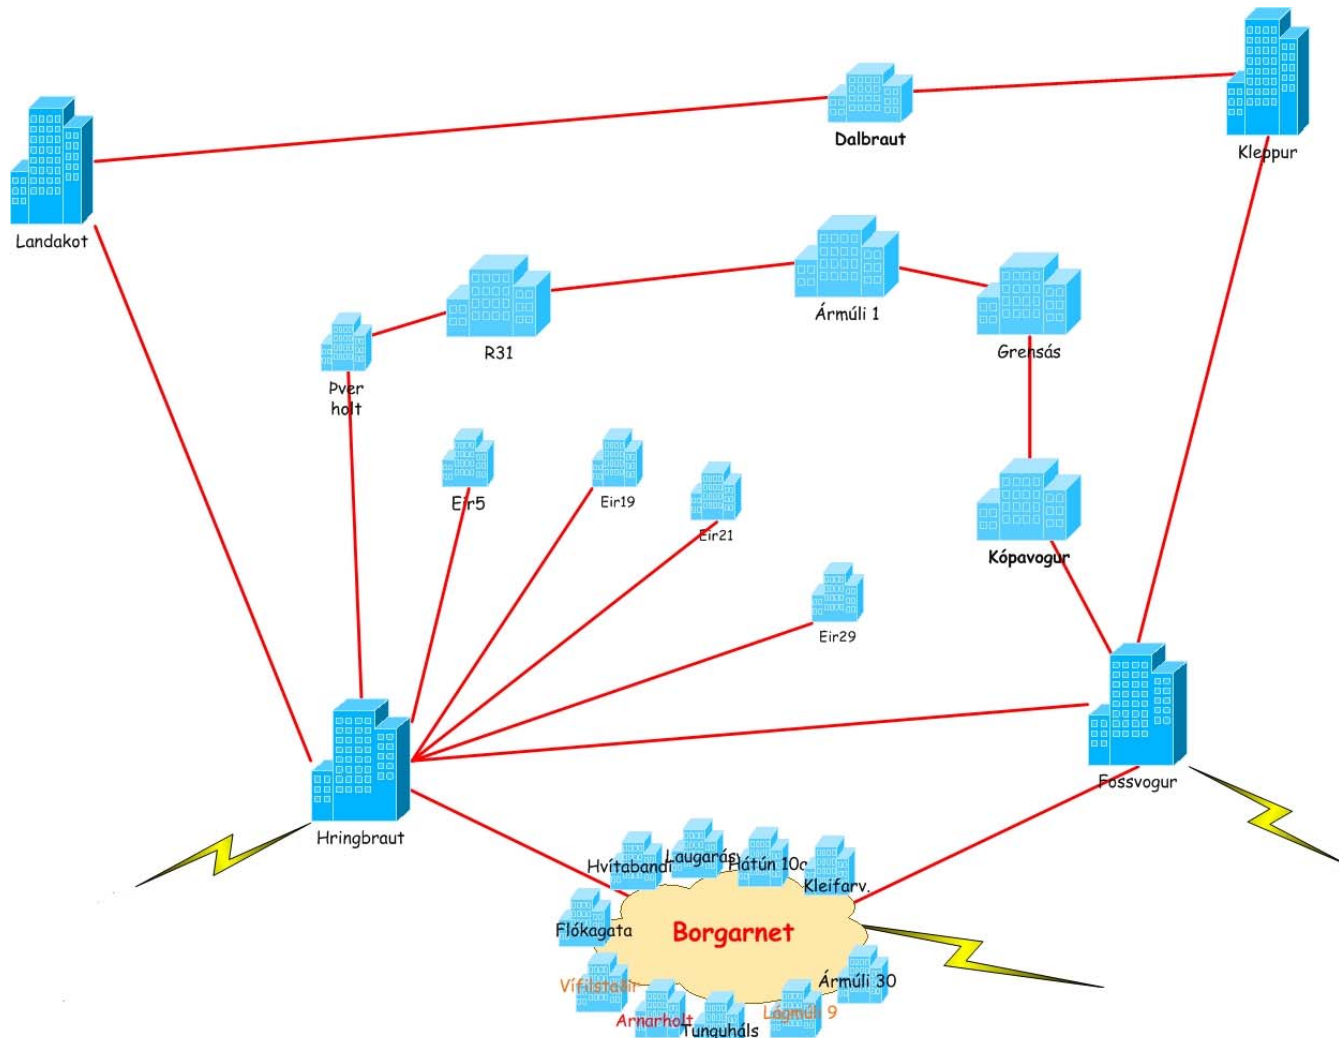 Kleppur
Dalbraut
Landakot
Ármúli 1
R31
Grensás
Þver
holt
Eir5
Eir19
Eir21
Kópavogur
Eir29
Fossvogur
Hringbraut
Hvítabandi
Laugarás
Hátún 10c
Kleifarv.
Flókagata
Borgarnet
Vífilstaðir
Ármúli 30
Arnarholt
Tunguháls
Lágmúli 9